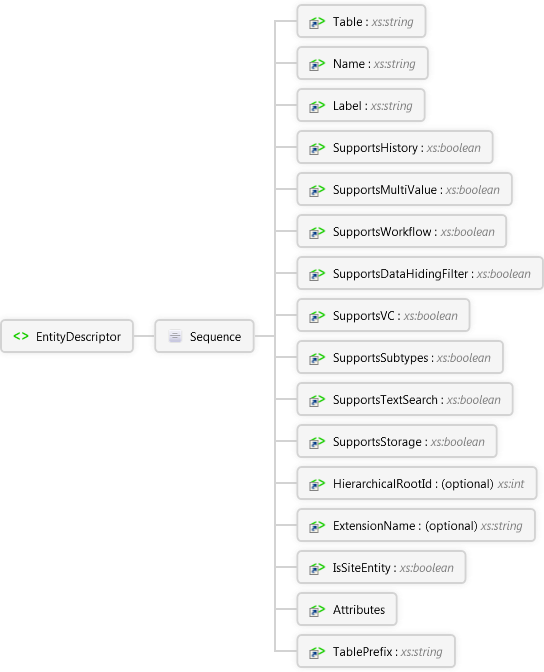 Table : xs:string
Name : xs:string
Label : xs:string
SupportsHistory : xs:boolean
SupportsMultiValue : xs:boolean
SupportsWorkflow : xs:boolean
SupportsDataHidingFilter : xs:boolean
SupportsVC : xs:boolean
EntityDescriptor
Sequence
SupportsSubtypes : xs:boolean
SupportsTextSearch : xs:boolean
SupportsStorage : xs:boolean
HierarchicalRootId : (optional) xs:int
ExtensionName : (optional) xs:string
IsSiteEntity : xs:boolean
Attributes
TablePrefix : xs:string